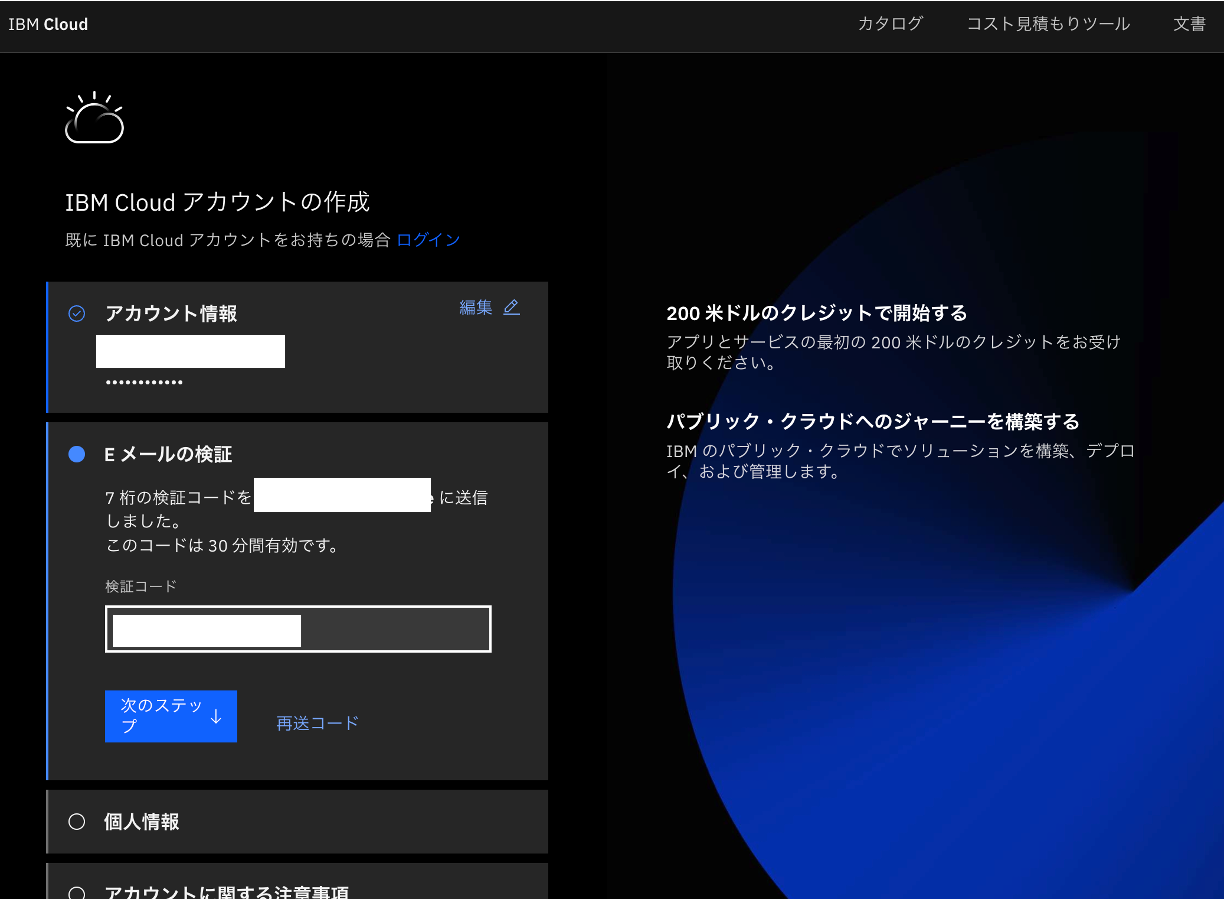 IBM Cloud
カタログ
コスト見積もりツール
文書
IBM Cloud アカウントの作成
既に IBM Cloud アカウントをお持ちの場合 ログイン
アカウント情報
編集
••••••••••••
E メールの検証
7 桁の検証コードを に送信
しました。
このコードは 30 分間有効です。
検証コード
次のステッ
プ
再送コード
個人情報
アカウントに関する注意事項
200 米ドルのクレジットで開始する
アプリとサービスの最初の 200 米ドルのクレジットをお受け
取りください。
パブリック・クラウドへのジャーニーを構築する
IBM のパブリック・クラウドでソリューションを構築、デプロ
イ、および管理します。